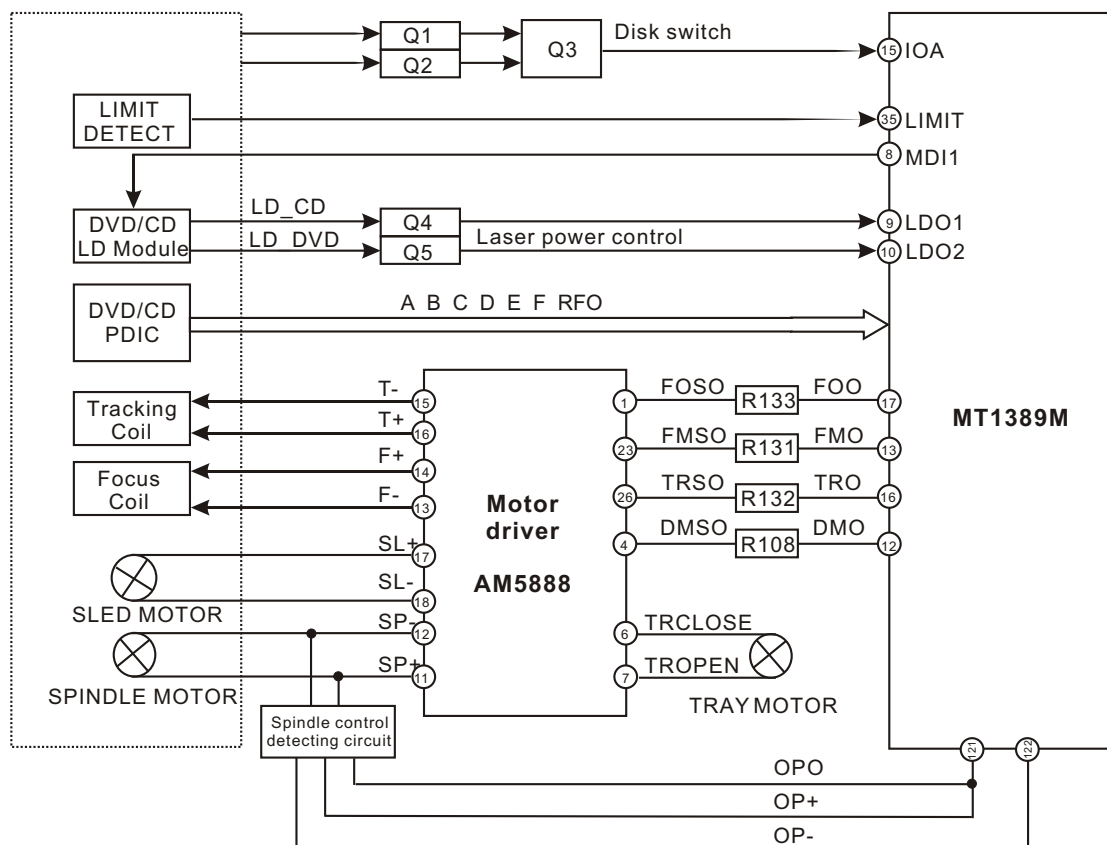 Q1
Q2
Q3
Disk switch
15
IOA
LIMIT
DETECT
35
LIMIT
8
MDI1
DVD/CD
LD Module
LD_CD
LD_DVD
Q4
Q5
Laser power control
9
LDO1
10
LDO2
DVD/CD
PDIC
A B C D E F RFO
Tracking
Coil
T-
15
T+
16
Focus
Coil
F+
14
F-
13
SL+
17
SL-
18
SLED MOTOR
SP-
12
SP+
11
SPINDLE MOTOR
Motor
driver
AM5888
1
FOSO
R133
FOO
17
23
FMSO
R131
FMO
13
26
TRSO
R132
TRO
16
4
DMSO
R108
DMO
12
6
TRCLOSE
7
TROPEN
TRAY MOTOR
MT1389M
Spindle control
detecting circuit
121
122
OPO
OP+
OP-